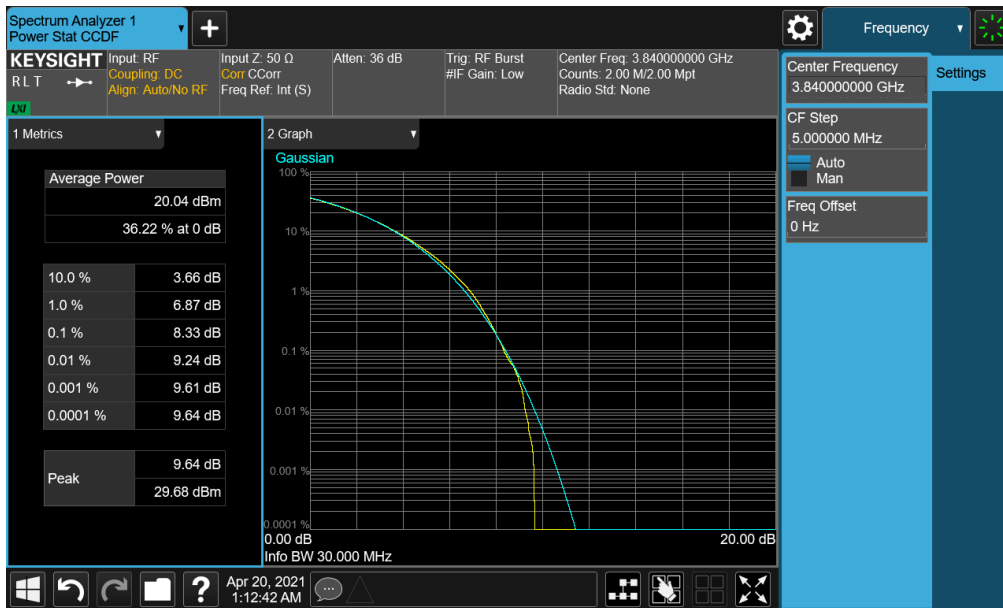 Spectrum Analyzer 1
Power Stat CCDF
Frequency
KEYSIGHT
RLT
LXI
Input: RF
Coupling: DC
Align: Auto/No RF
Input Z: 50 Ω
Corr CCorr
Freq Ref: Int (S)
Atten: 36 dB
Trig: RF Burst
#IF Gain: Low
Center Freq: 3.840000000 GHz
Counts: 2.00 M/2.00 Mpt
Radio Std: None
Center Frequency
3.840000000 GHz
Settings
CF Step
5.000000 MHz
Auto
Man
Freq Offset
0 Hz
1 Metrics
Average Power
20.04 dBm
36.22 % at 0 dB
10.0 % 3.66 dB
1.0 % 6.87 dB
0.1 % 8.33 dB
0.01 % 9.24 dB
0.001 % 9.61 dB
0.0001 % 9.64 dB
Peak 9.64 dB
29.68 dBm
2 Graph
Gaussian
100 %
10 %
1 %
0.1 %
0.01 %
0.001 %
0.0001 %
0.00 dB 20.00 dB
Info BW 30.000 MHz
?
Apr 20, 2021
1:12:42 AM